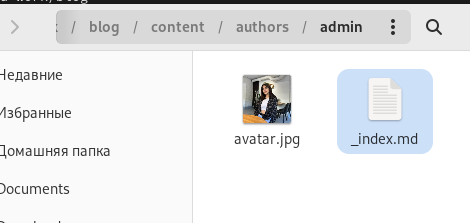 / blog / content / authors / admin
Недавние
Избранные
Домашняя папка
Documents
avatar.jpg
_index.md